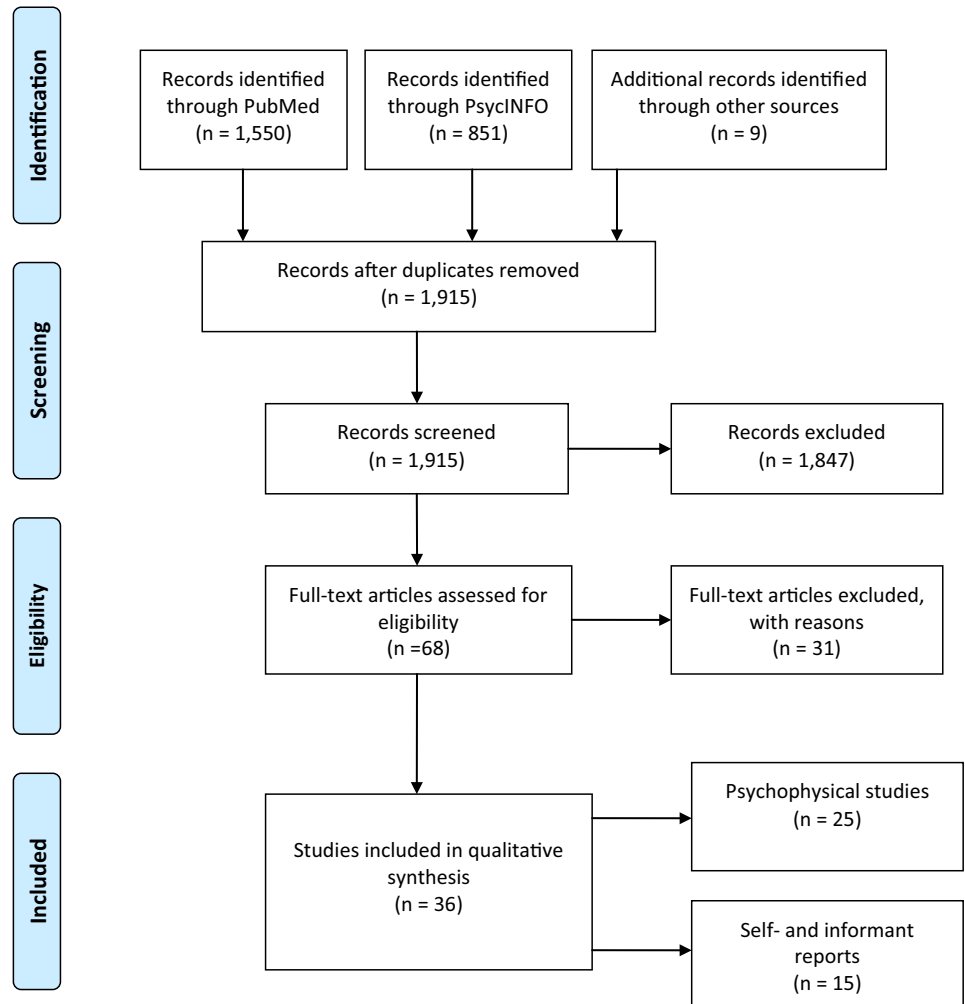 Identification
Records identified
through PubMed
(n = 1,550)
Records identified
through PsycINFO
(n = 851)
Additional records identified
through other sources
(n = 9)
Screening
Records after duplicates removed
(n = 1,915)
Records screened
(n = 1,915)
Records excluded
(n = 1,847)
Eligibility
Full-text articles assessed for
eligibility
(n =68)
Full-text articles excluded,
with reasons
(n = 31)
Included
Studies included in qualitative
synthesis
(n = 36)
Psychophysical studies
(n = 25)
Self- and informant
reports
(n = 15)